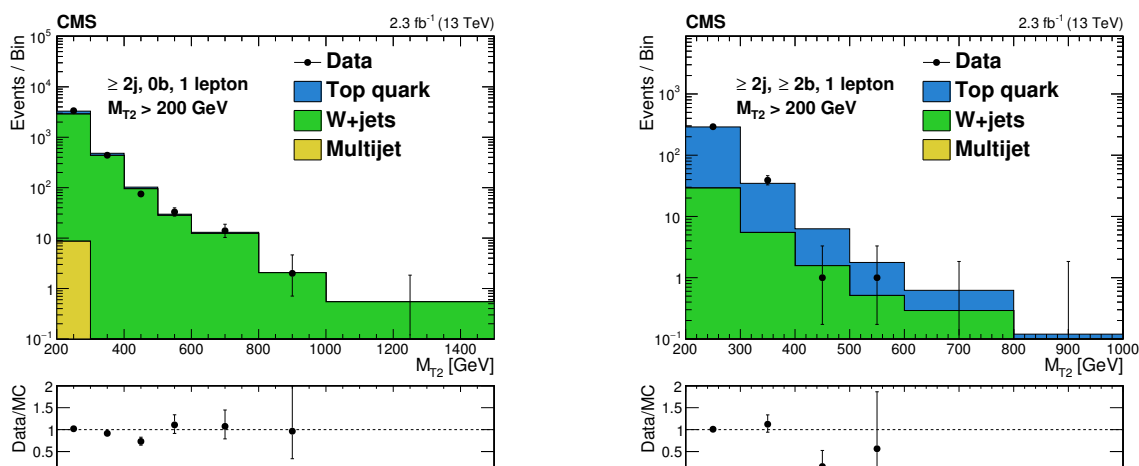 CMS 2.3 fb⁻¹ (13 TeV)
Events / Bin
10⁵
10⁴
10³
10²
10
1
10⁻¹
≥ 2j, 0b, 1 lepton
M_T2 > 200 GeV
Data
Top quark
W+jets
Multijet
200 400 600 800 1000 1200 1400
M_T2 [GeV]
Data/MC
2
1.5
1
0.5
CMS 2.3 fb⁻¹ (13 TeV)
Events / Bin
10³
10²
10
1
10⁻¹
≥ 2j, ≥ 2b, 1 lepton
M_T2 > 200 GeV
Data
Top quark
W+jets
Multijet
200 300 400 500 600 700 800 900 1000
M_T2 [GeV]
Data/MC
2
1.5
1
0.5